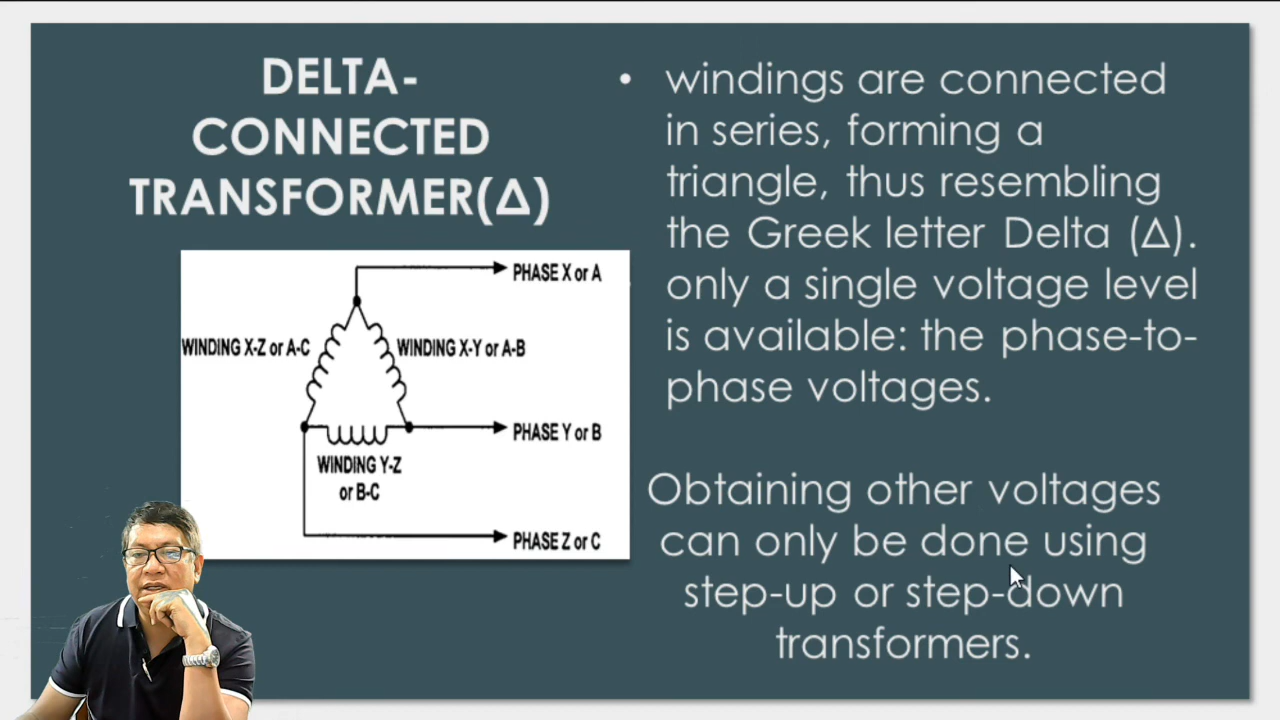 DELTA-
CONNECTED
TRANSFORMER(Δ)
PHASE X or A
WINDING X-Z or A-C
WINDING X-Y or A-B
PHASE Y or B
WINDING Y-Z
or B-C
PHASE Z or C
• windings are connected
in series, forming a
triangle, thus resembling
the Greek letter Delta (Δ).
only a single voltage level
is available: the phase-to-
phase voltages.
Obtaining other voltages
can only be done using
step-up or step-down
transformers.